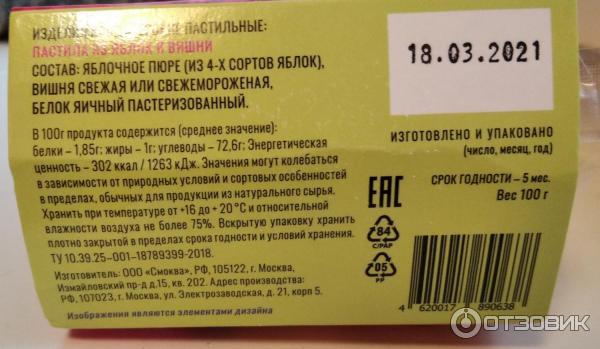 ИЗДЕЛ ПАСТИЛЬНЫЕ:
ПАСТИЛА ИЗ ЯБЛОК И ВИШНИ
СОСТАВ: ЯБЛОЧНОЕ ПЮРЕ (ИЗ 4-Х СОРТОВ ЯБЛОК),
ВИШНЯ СВЕЖАЯ ИЛИ СВЕЖЕМОРОЖЕНАЯ,
БЕЛОК ЯИЧНЫЙ ПАСТЕРИЗОВАННЫЙ.
В 100г продукта содержится (среднее значение):
белки – 1,85г; жиры – 1г; углеводы – 72,6г; Энергетическая
ценность – 302 ккал / 1263 кДж. Значения могут колебаться
в зависимости от природных условий и сортовых особенностей
в пределах, обычных для продукции из натурального сырья.
Хранить при температуре от +16 до +20°С и относительной
влажности воздуха не более 75%. Вскрытую упаковку хранить
плотно закрытой в пределах срока годности и условий хранения.
ТУ 10.39.25-001-18789399-2018.
Изготовитель: ООО «Смоква», РФ, 105122, г. Москва,
Измайловский пр-д д.15, кв. 202. Адрес производства:
РФ, 107023, г. Москва, ул. Электрозаводская, д. 21, корп 5.
Изображения являются элементами дизайна
18.03.2021
ИЗГОТОВЛЕНО И УПАКОВАНО
(число, месяц, год)
СРОК ГОДНОСТИ – 5 мес.
Вес 100 г
ЕАС
84
C/PAP
05
PP
4 620017 890638
ОТЗОВИК